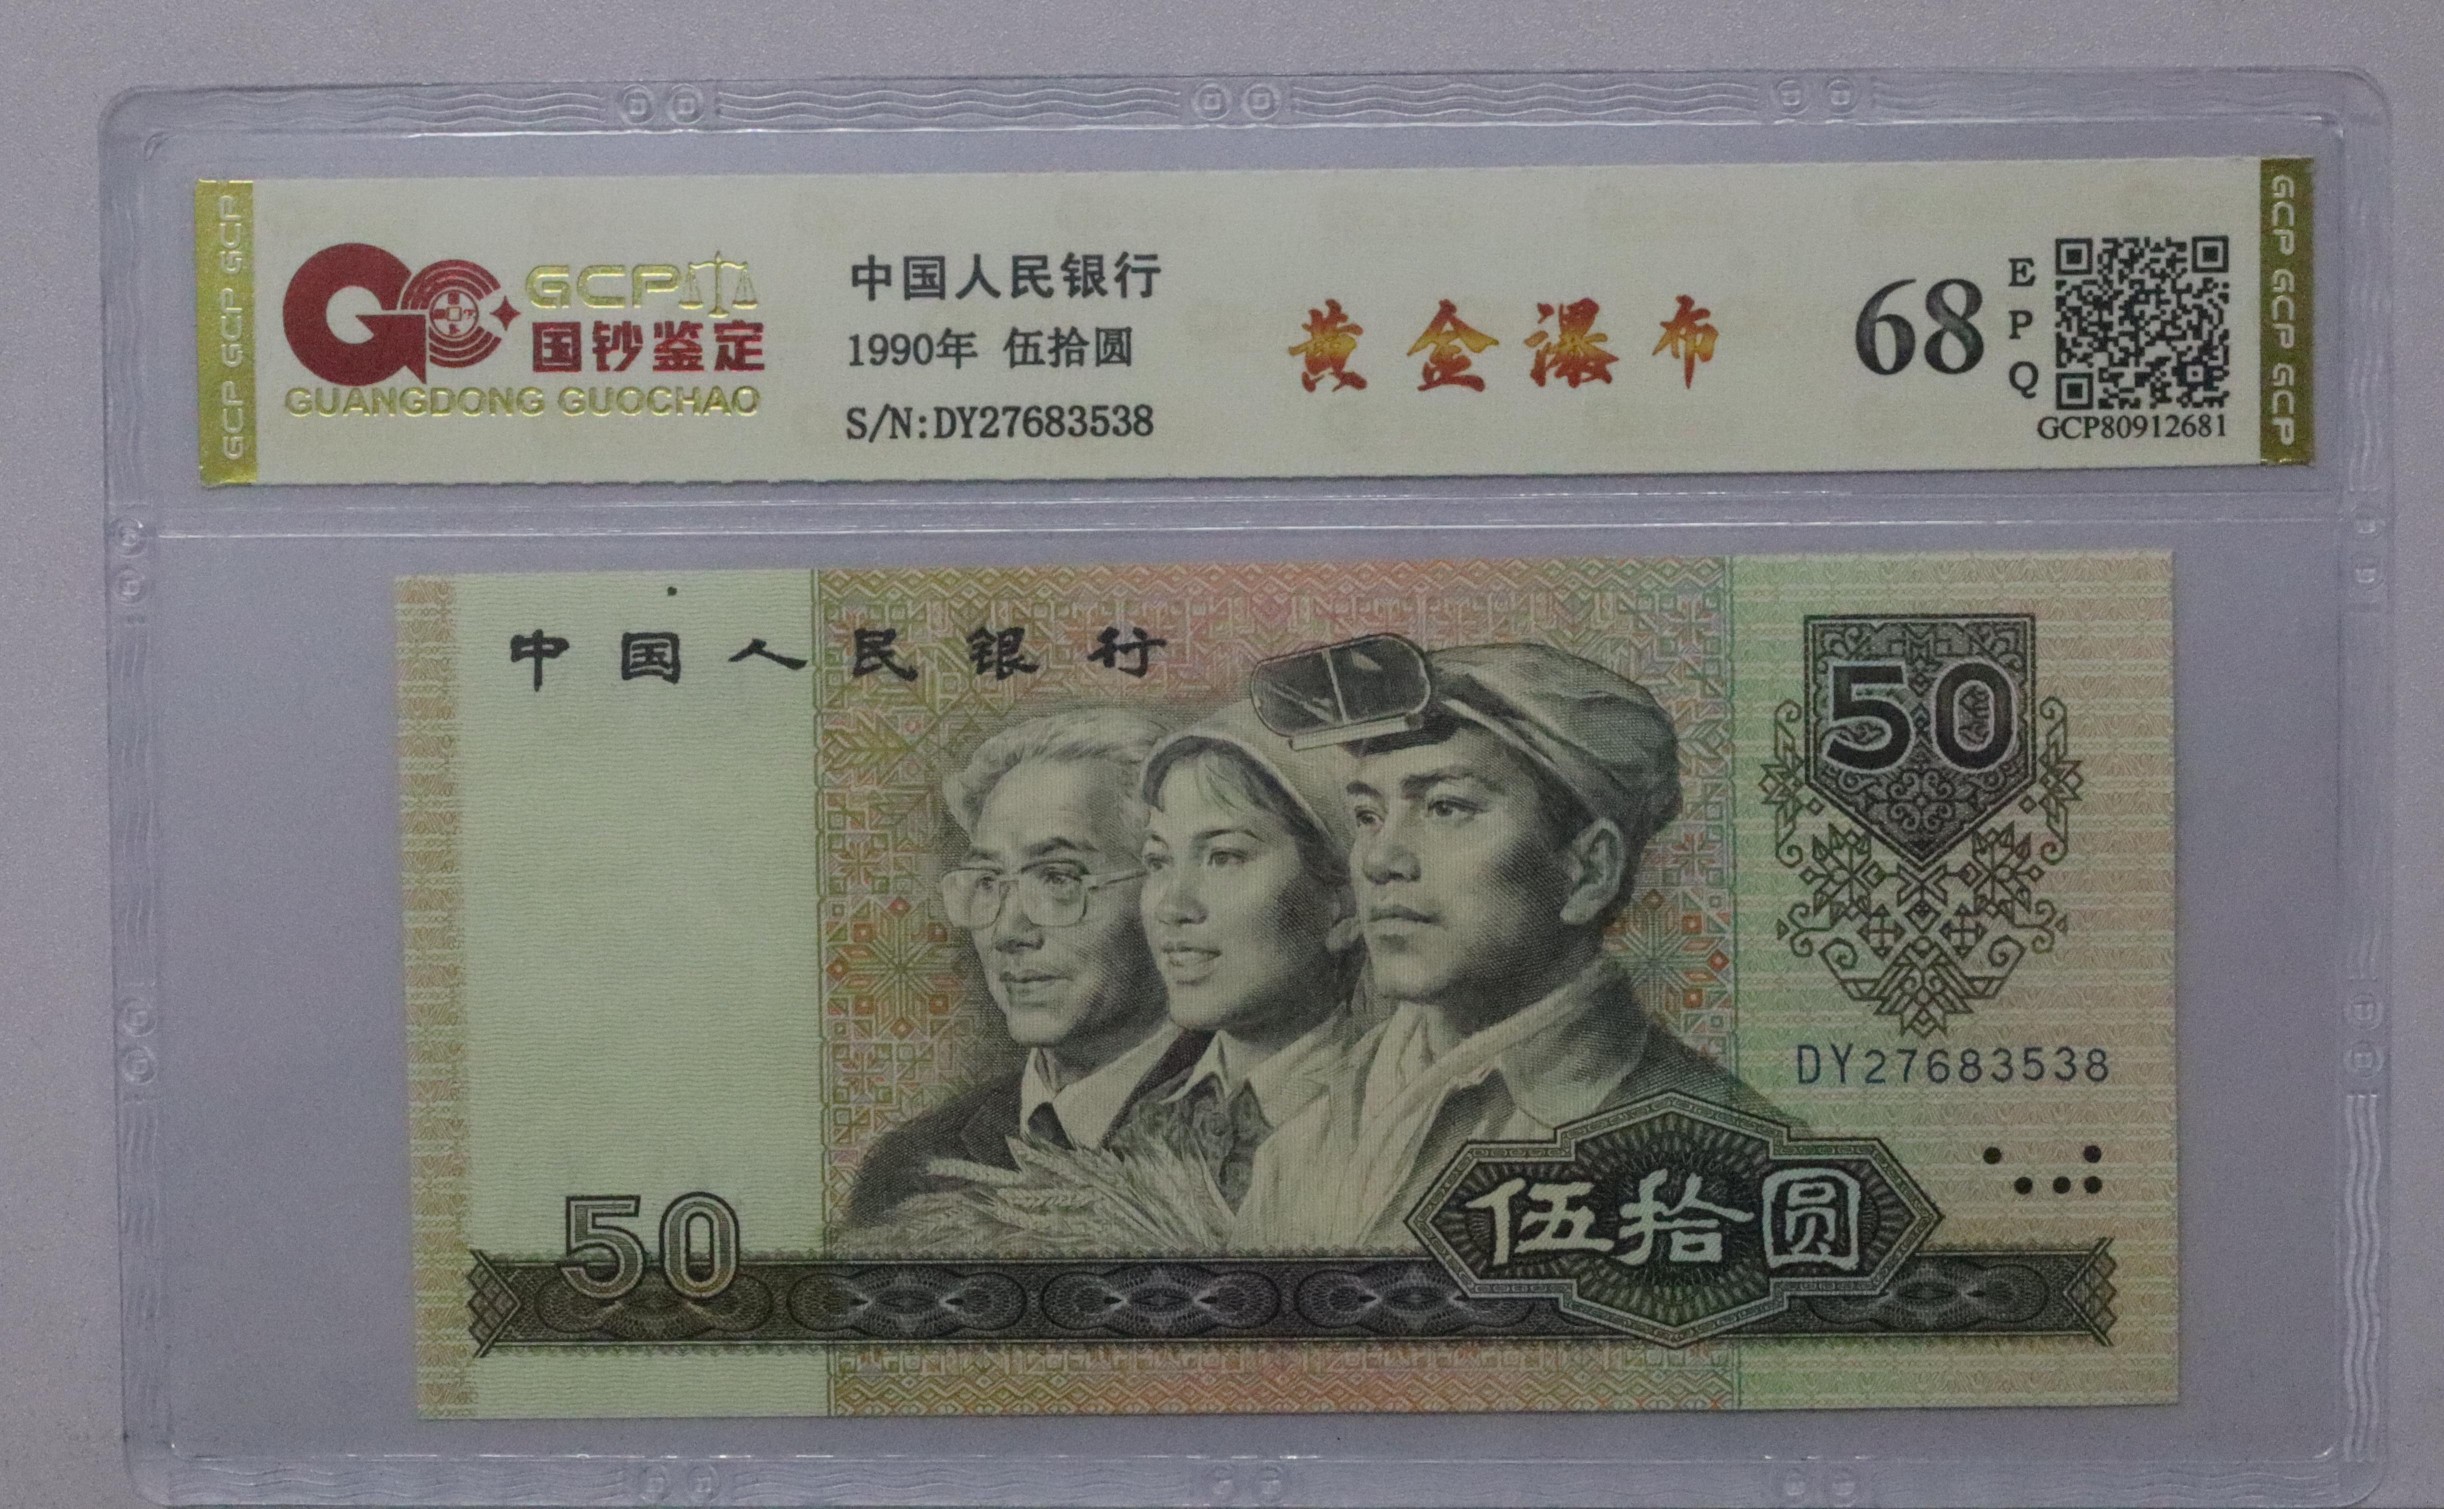 GCP GCP GCP
GCP
国钞鉴定
GUANGDONG GUOCHAO
中国人民银行
1990年 伍拾圆
S/N:DY27683538
黄金瀑布
68
EPQ
GCP80912681
GCP GCP GCP
中国人民银行
50
DY27683538
50
伍拾圆